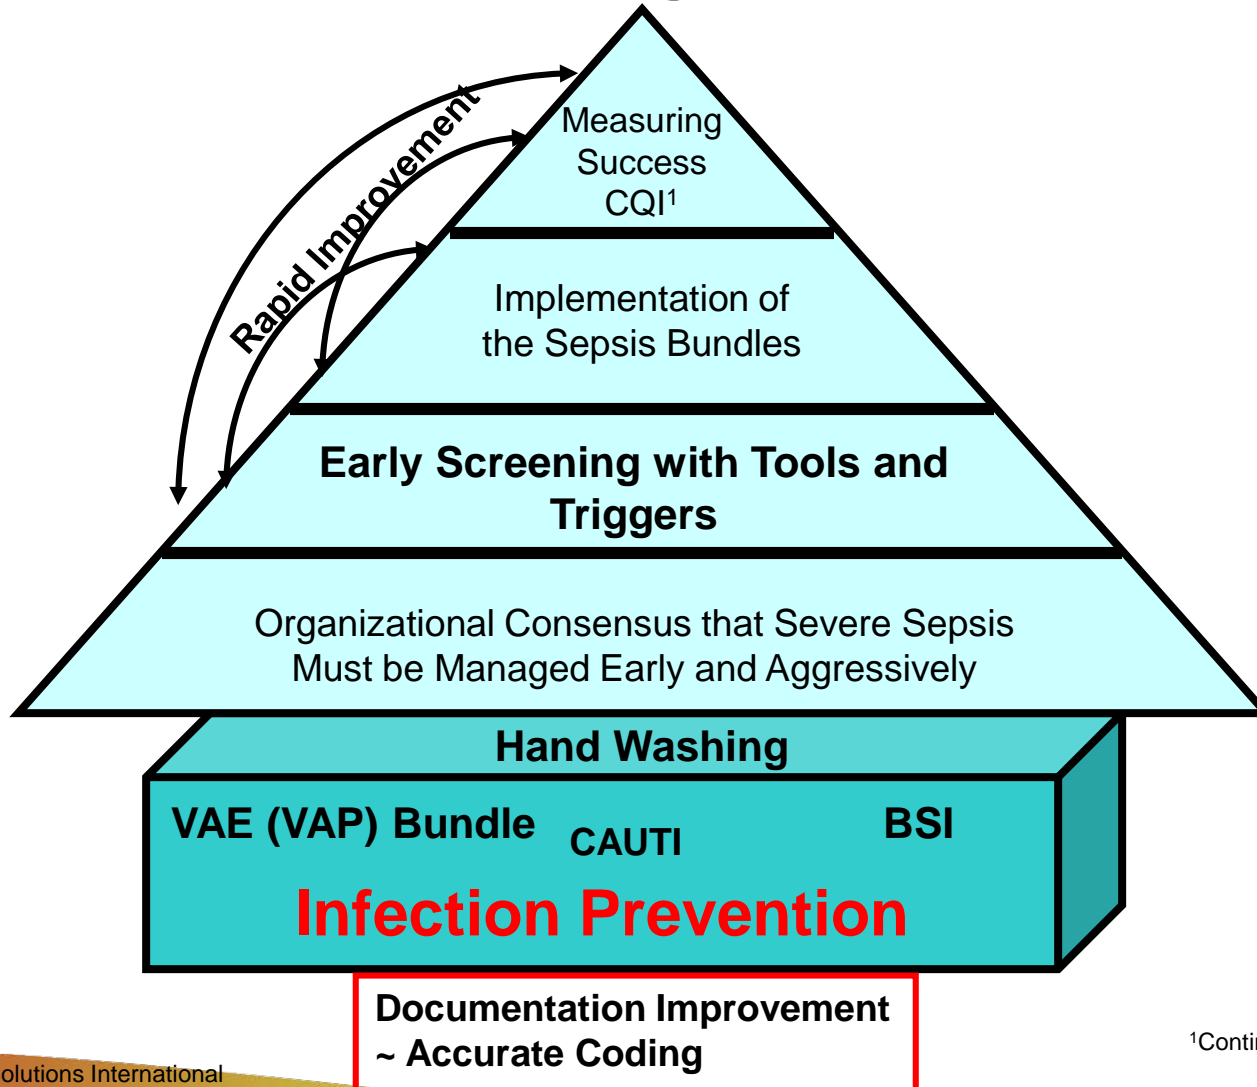 Measuring
Success
CQI¹
Rapid Improvement
Implementation of
the Sepsis Bundles
Early Screening with Tools and
Triggers
Organizational Consensus that Severe Sepsis
Must be Managed Early and Aggressively
Hand Washing
VAE (VAP) Bundle CAUTI BSI
Infection Prevention
Documentation Improvement
~ Accurate Coding
¹Contin
olutions International